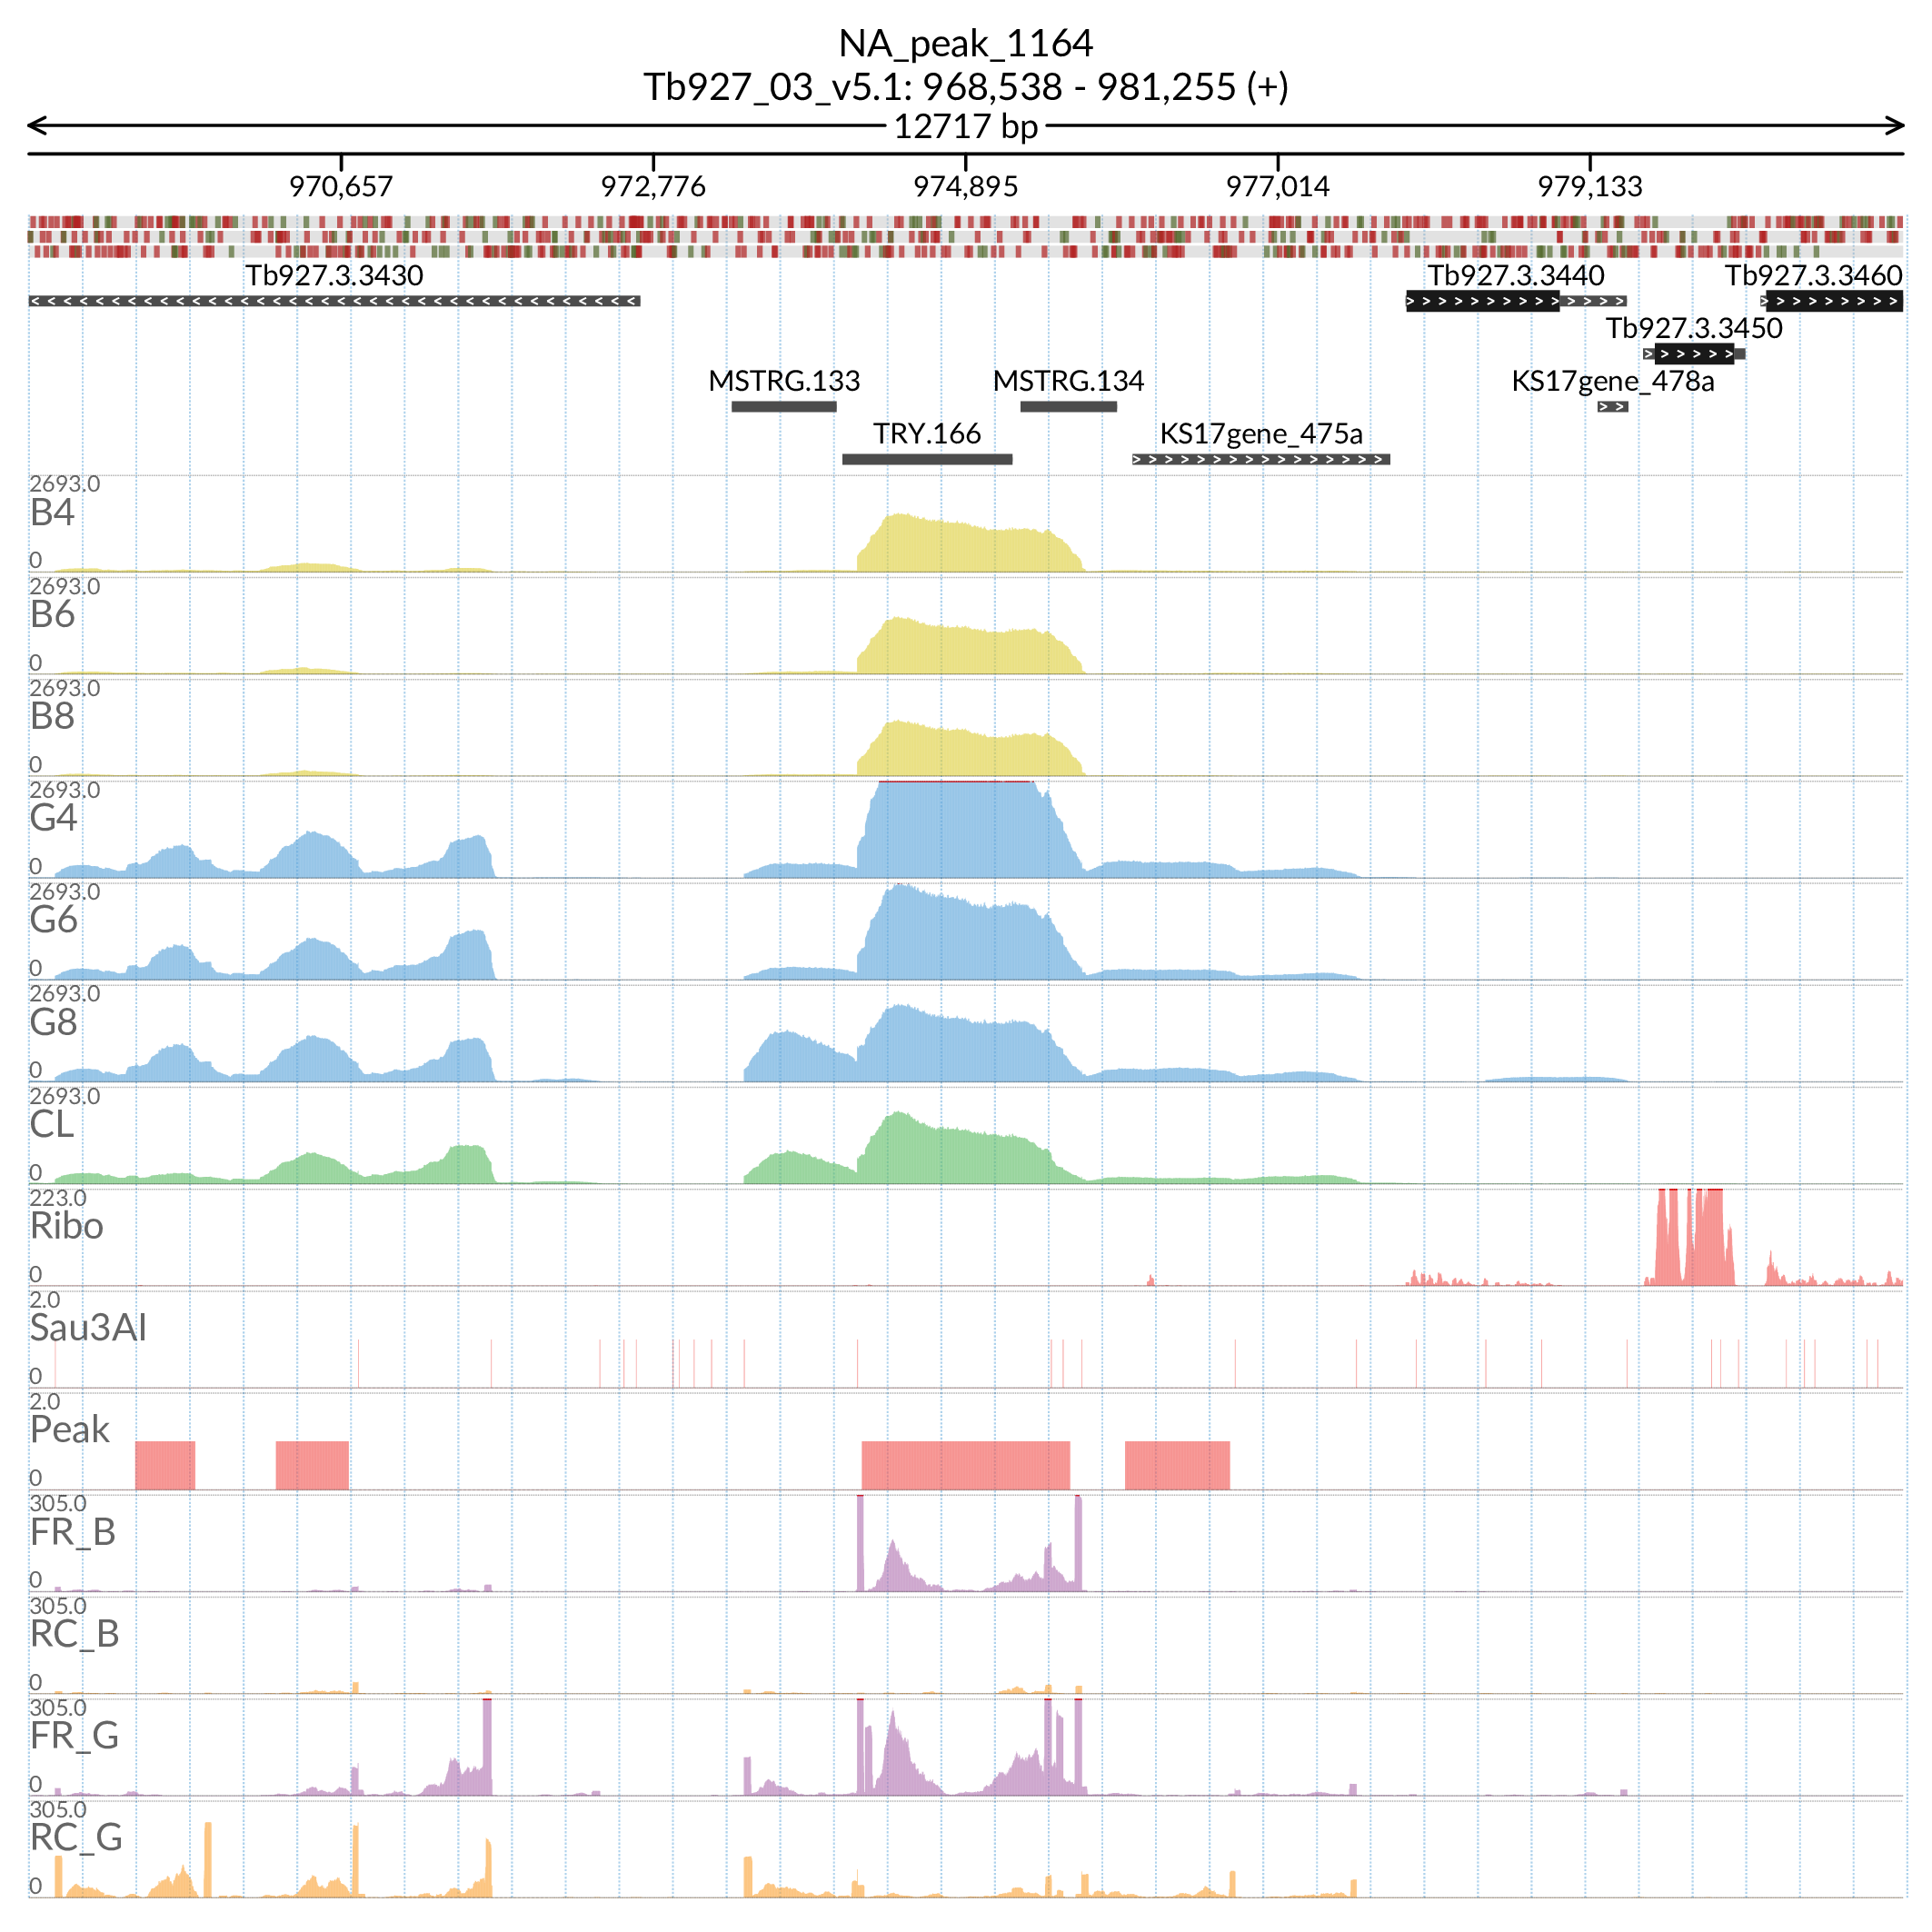 NA_peak_1164
Tb927_03_v5.1: 968,538 - 981,255 (+)
12717 bp
970,657 972,776 974,895 977,014 979,133
Tb927.3.3430 Tb927.3.3440 Tb927.3.3460
Tb927.3.3450
MSTRG.133 MSTRG.134 KS17gene_478a
TRY.166 KS17gene_475a
2693.0
B4
0
2693.0
B6
0
2693.0
B8
0
2693.0
G4
0
2693.0
G6
0
2693.0
G8
0
2693.0
CL
0
223.0
Ribo
0
2.0
Sau3AI
0
2.0
Peak
0
305.0
FR_B
0
305.0
RC_B
0
305.0
FR_G
0
305.0
RC_G
0